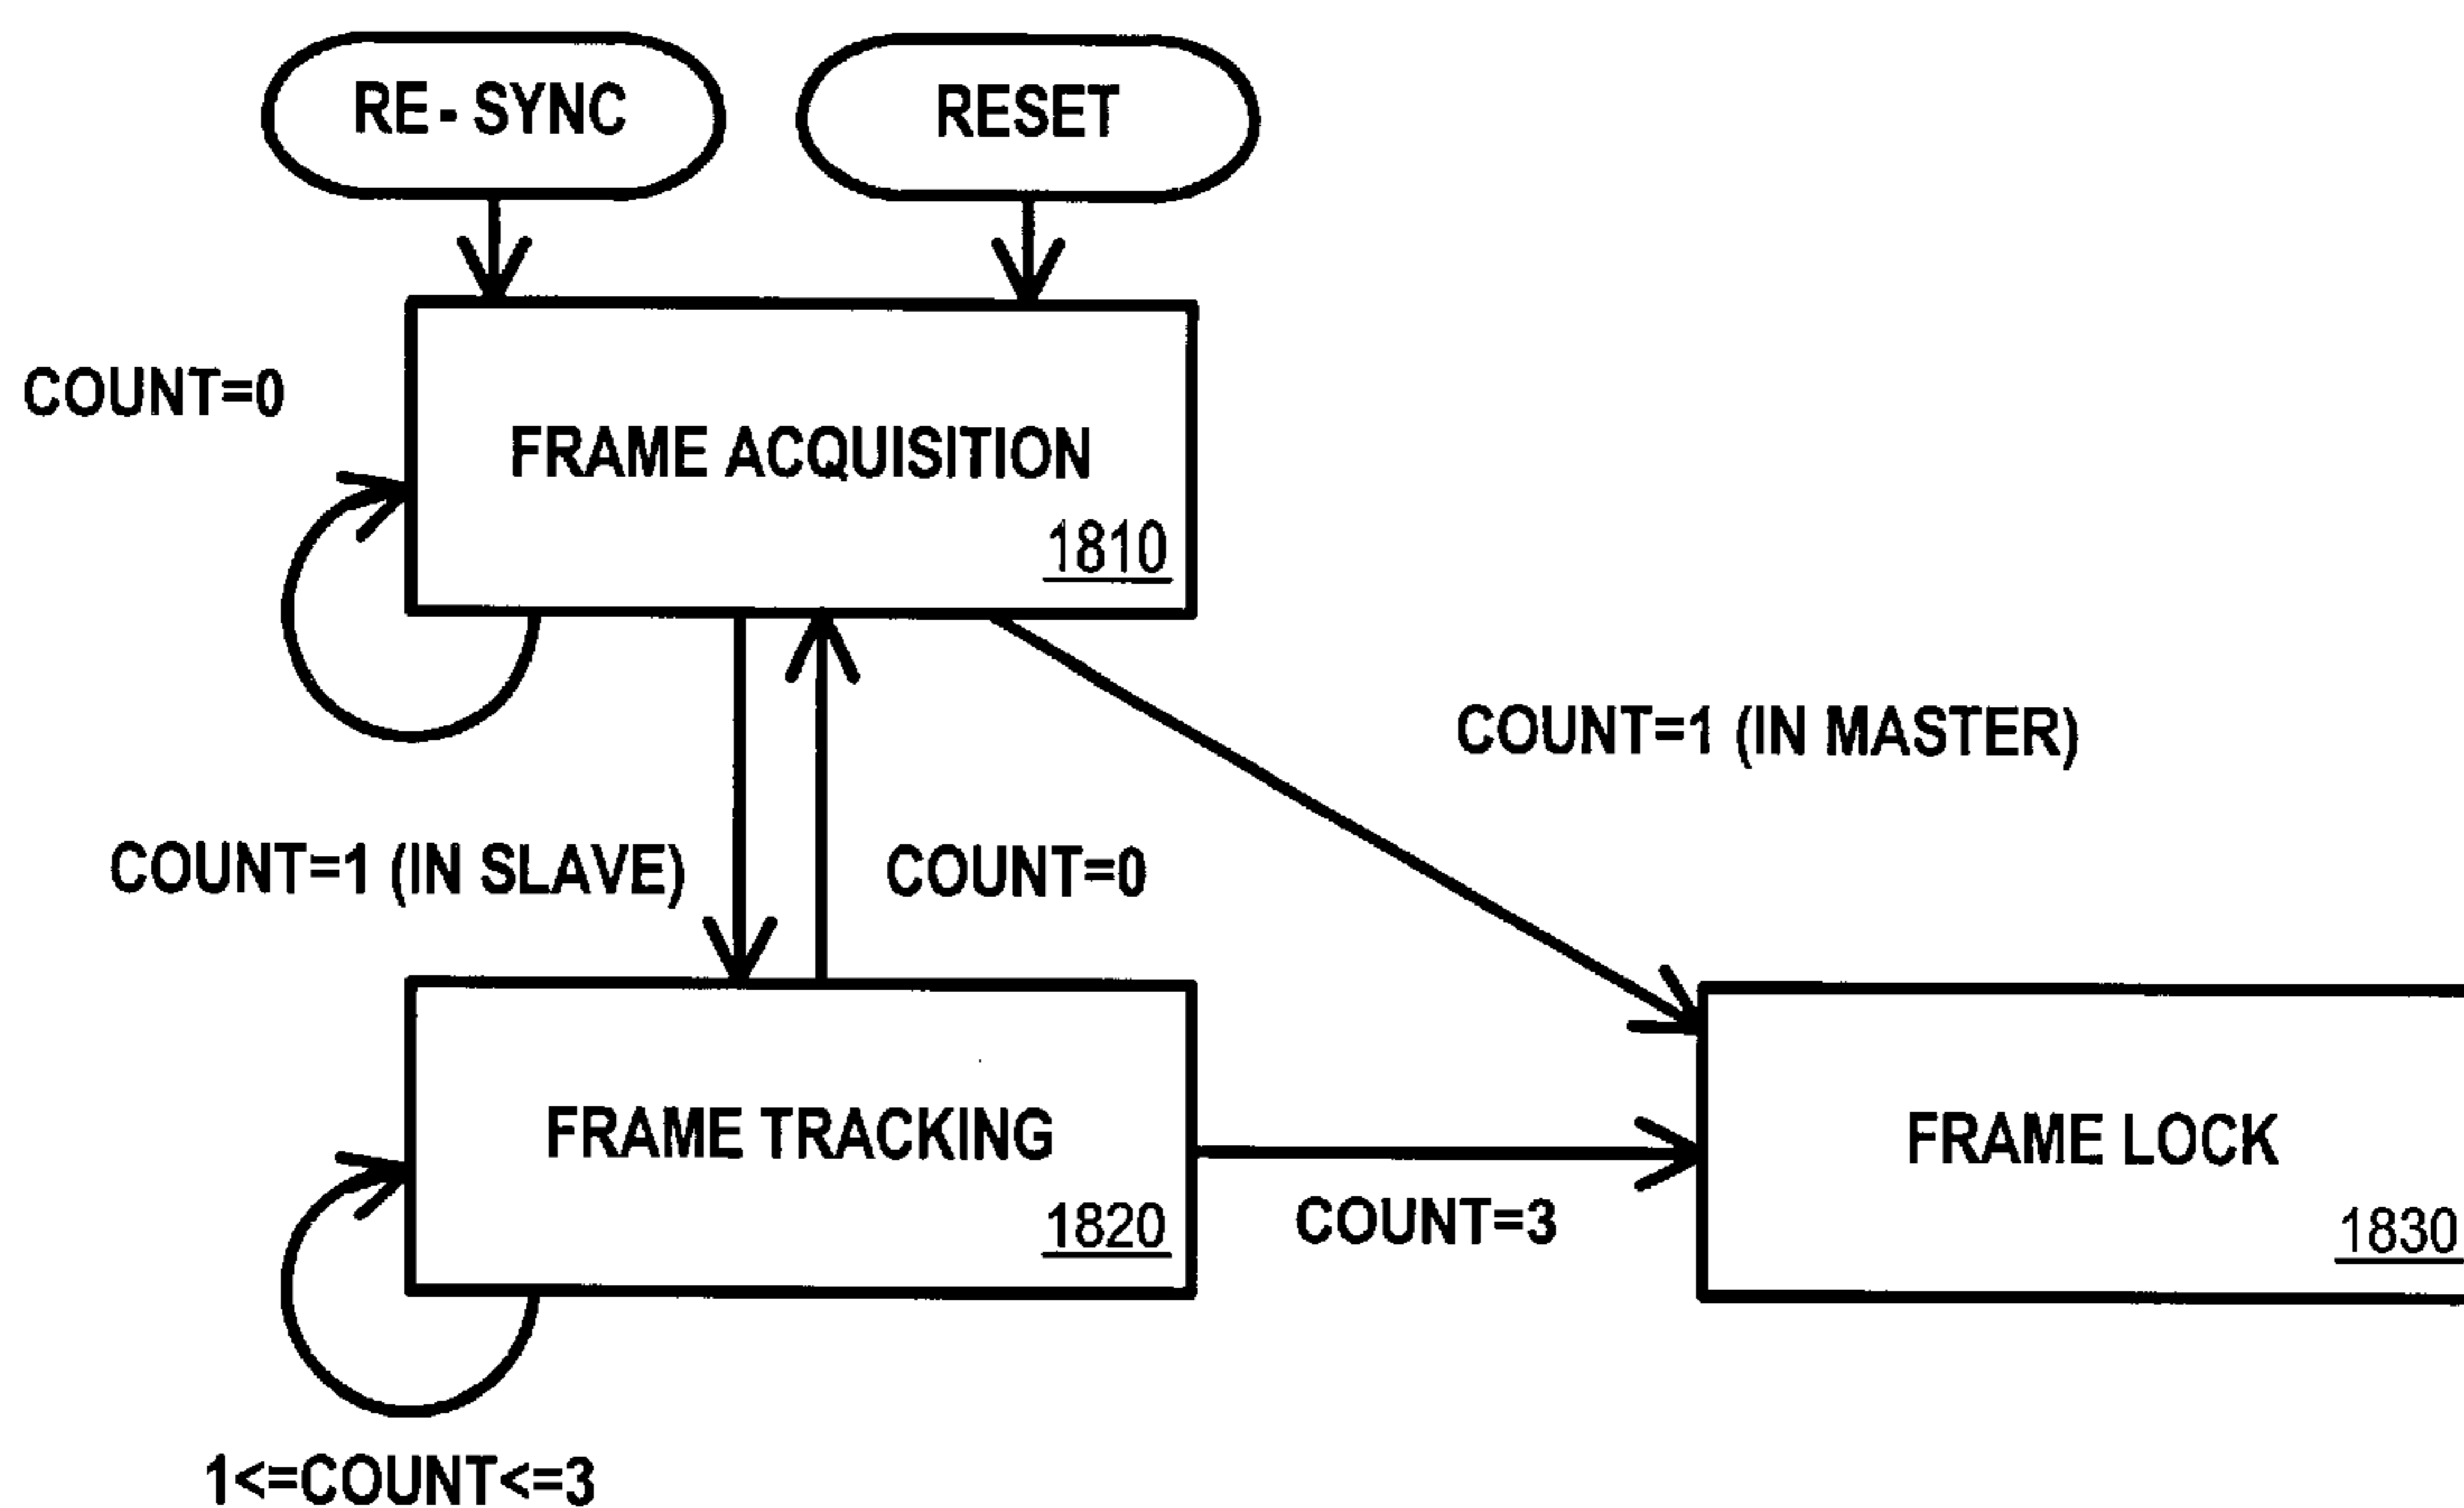 RE-SYNC
RESET
COUNT=0
FRAME ACQUISITION
1810
COUNT=1 (IN MASTER)
COUNT=1 (IN SLAVE)
COUNT=0
FRAME TRACKING
1820
COUNT=3
FRAME LOCK
1830
1<=COUNT<=3